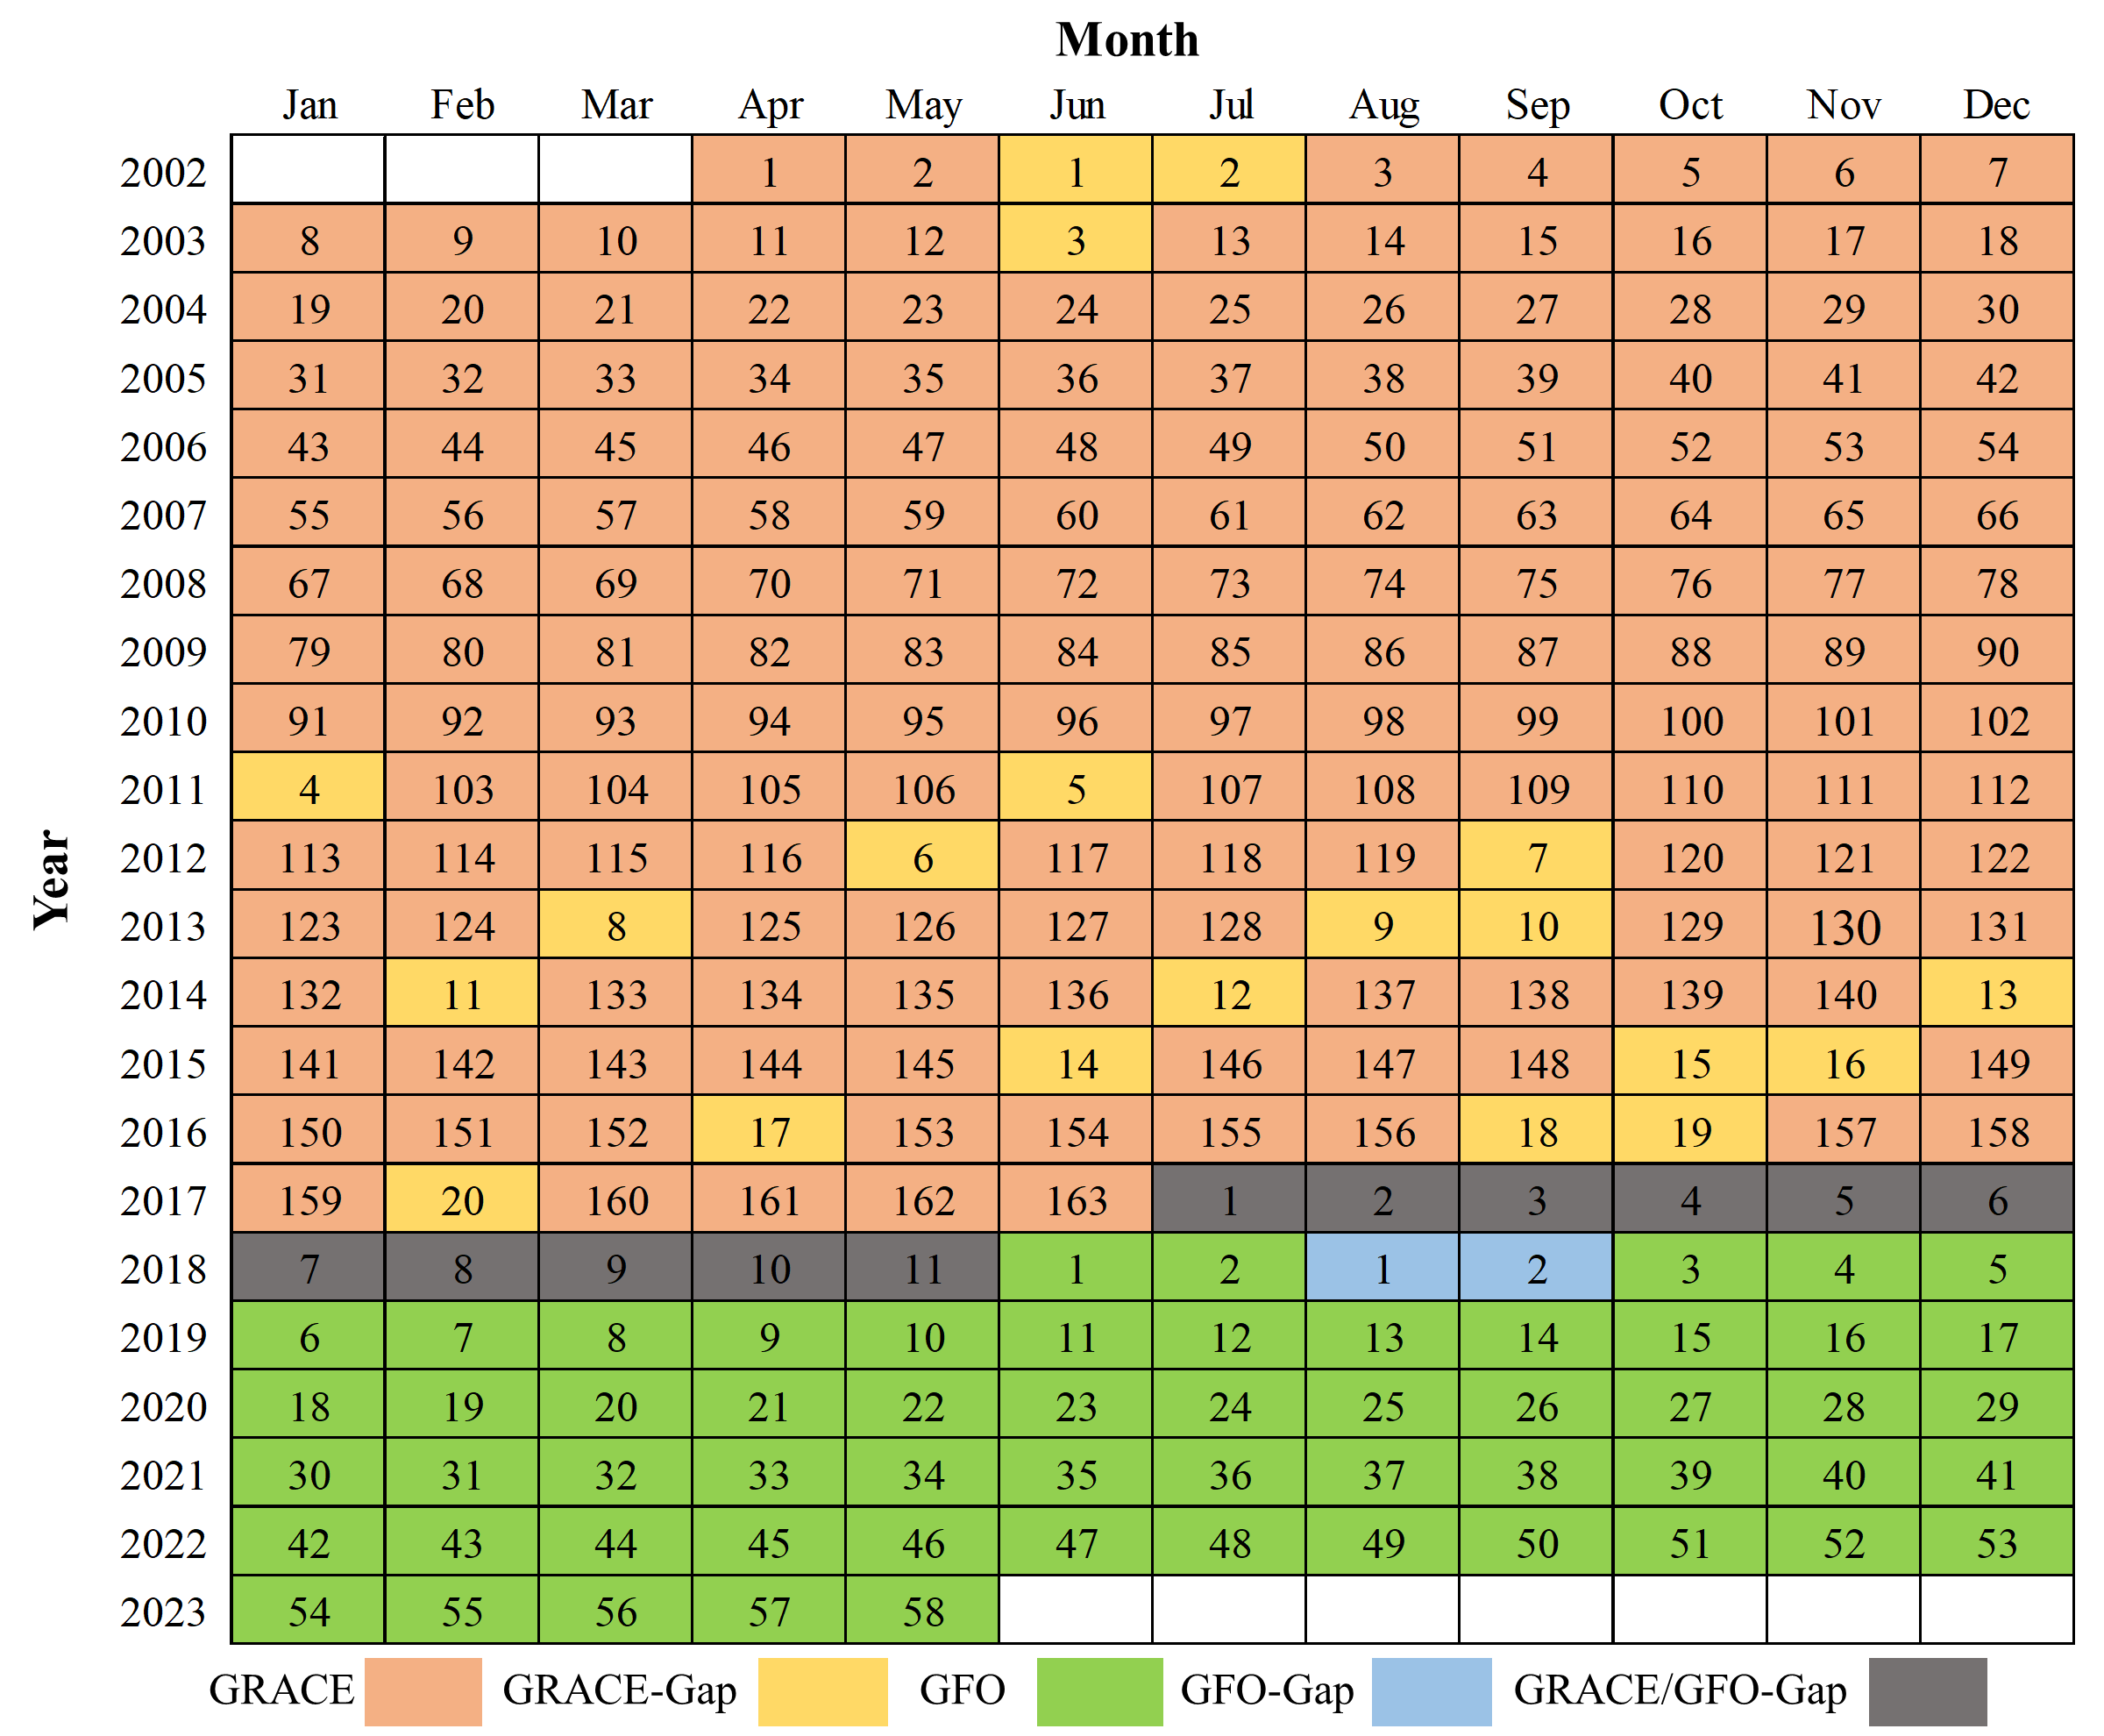 Month
Jan Feb Mar Apr May Jun Jul Aug Sep Oct Nov Dec
2002 1 2 1 2 3 4 5 6 7
2003 8 9 10 11 12 3 13 14 15 16 17 18
2004 19 20 21 22 23 24 25 26 27 28 29 30
2005 31 32 33 34 35 36 37 38 39 40 41 42
2006 43 44 45 46 47 48 49 50 51 52 53 54
2007 55 56 57 58 59 60 61 62 63 64 65 66
2008 67 68 69 70 71 72 73 74 75 76 77 78
2009 79 80 81 82 83 84 85 86 87 88 89 90
2010 91 92 93 94 95 96 97 98 99 100 101 102
2011 4 103 104 105 106 5 107 108 109 110 111 112
2012 113 114 115 116 6 117 118 119 7 120 121 122
Year
2013 123 124 8 125 126 127 128 9 10 129 130 131
2014 132 11 133 134 135 136 12 137 138 139 140 13
2015 141 142 143 144 145 14 146 147 148 15 16 149
2016 150 151 152 17 153 154 155 156 18 19 157 158
2017 159 20 160 161 162 163 1 2 3 4 5 6
2018 7 8 9 10 11 1 2 1 2 3 4 5
2019 6 7 8 9 10 11 12 13 14 15 16 17
2020 18 19 20 21 22 23 24 25 26 27 28 29
2021 30 31 32 33 34 35 36 37 38 39 40 41
2022 42 43 44 45 46 47 48 49 50 51 52 53
2023 54 55 56 57 58
GRACE GRACE-Gap GFO GFO-Gap GRACE/GFO-Gap